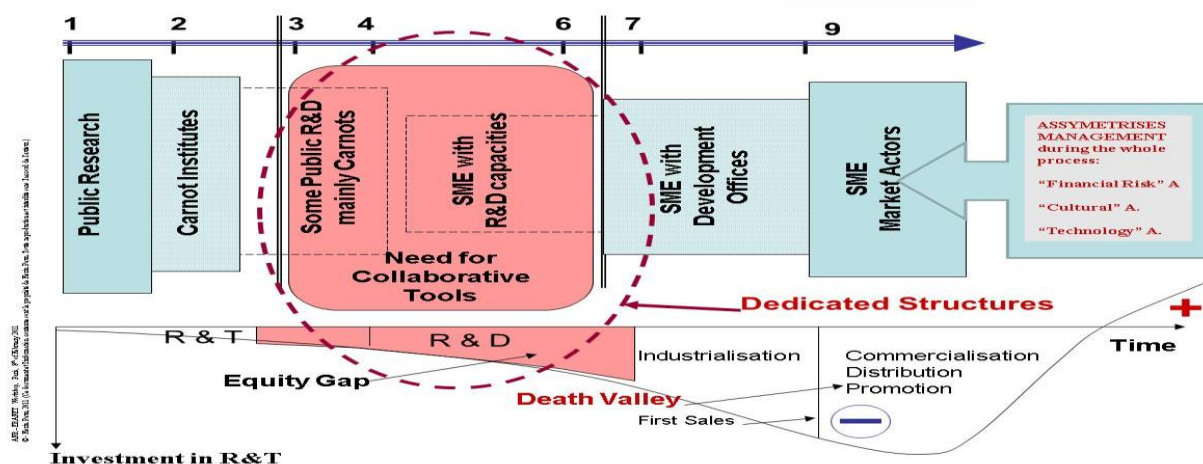 1 2 3 4 6 7 9
Public Research
Carnot Institutes
Some Public R&D
mainly Carnots
SME with
R&D capacities
SME with
Development
Offices
SME
Market Actors
ASSYMETRISES
MANAGEMENT
during the whole
process:
"Financial Risk" A
"Cultural" A.
"Technology" A.
Need for
Collaborative
Tools
Dedicated Structures
R & T
R & D
Industrialisation
Commercialisation
Distribution
Promotion
Time
Equity Gap
Death Valley
First Sales
Investment in R&T